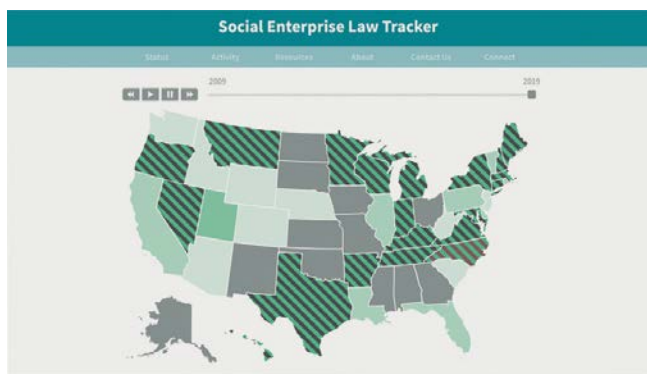 Social Enterprise Law Tracker
Status Activity Resources About Contact Us Connect
2009 2019